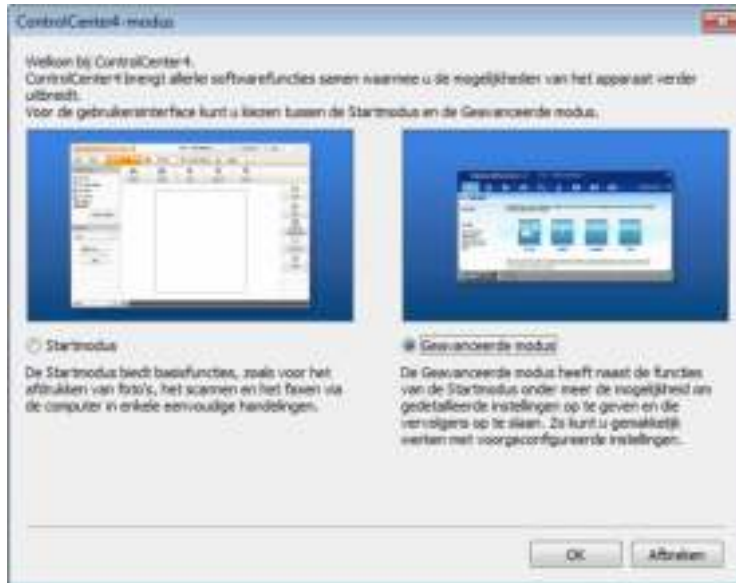 ControlCenter4-modus
Welkom bij ControlCenter4.
ControlCenter4 brengt allerlei softwarefuncties samen waarmee u de mogelijkheden van het apparaat verder
uitbreidt.
Voor de gebruikersinterface kunt u kiezen tussen de Startmodus en de Geavanceerde modus.
Startmodus
De Startmodus biedt basisfuncties, zoals voor het
afdrukken van foto's, het scannen en het faxen via
de computer in enkele eenvoudige handelingen.
Geavanceerde modus
De Geavanceerde modus heeft naast de functies
van de Startmodus onder meer de mogelijkheid om
gedetailleerde instellingen op te geven en die
vervolgens op te slaan. Zo kunt u gemakkelijk
werken met voorgeconfigureerde instellingen.
OK
Afbreken